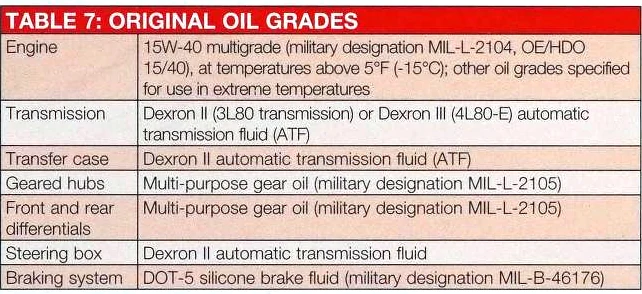 TABLE 7: ORIGINAL OIL GRADES
Engine 15W-40 multigrade (military designation MIL-L-2104, OE/HDO
15/40), at temperatures above 5°F (-15°C); other oil grades specified
for use in extreme temperatures
Transmission Dexron II (3L80 transmission) or Dexron III (4L80-E) automatic
transmission fluid (ATF)
Transfer case Dexron II automatic transmission fluid (ATF)
Geared hubs Multi-purpose gear oil (military designation MIL-L-2105)
Front and rear Multi-purpose gear oil (military designation MIL-L-2105)
differentials
Steering box Dexron II automatic transmission fluid
Braking system DOT-5 silicone brake fluid (military designation MIL-B-46176)